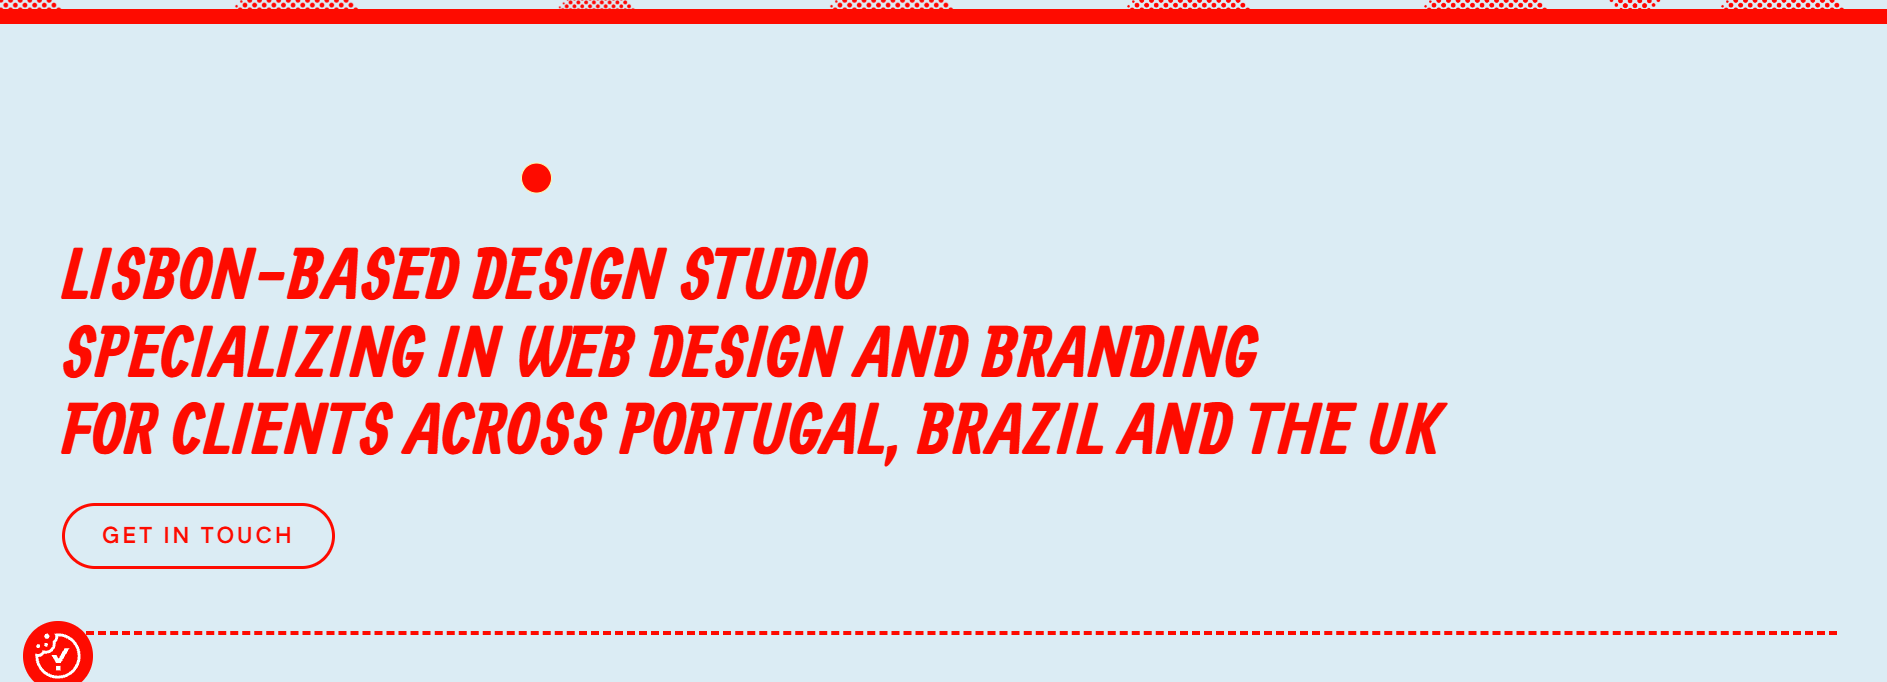 LISBON-BASED DESIGN STUDIO
SPECIALIZING IN WEB DESIGN AND BRANDING
FOR CLIENTS ACROSS PORTUGAL, BRAZIL AND THE UK
GET IN TOUCH